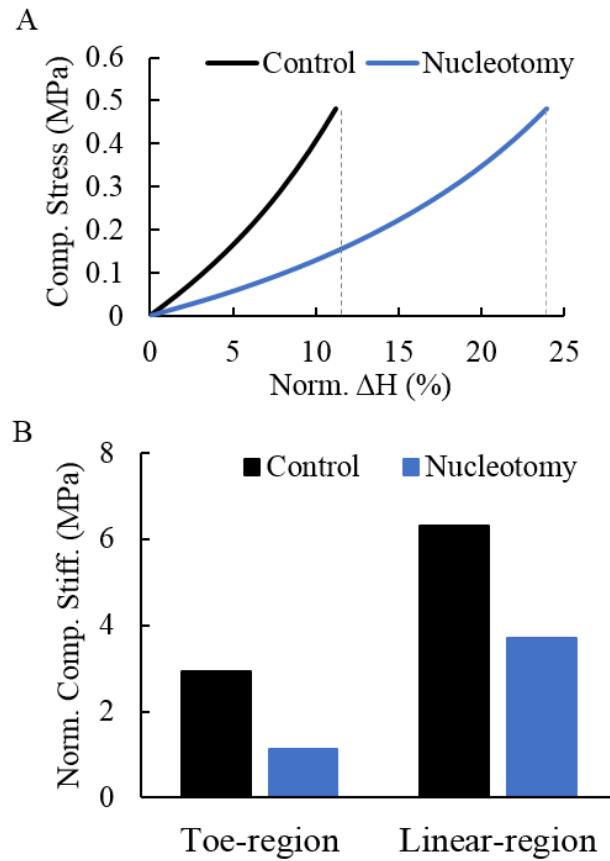 A
Control Nucleotomy
Comp. Stress (MPa)
0.6
0.5
0.4
0.3
0.2
0.1
0
0 5 10 15 20 25
Norm. ΔH (%)
B
Control Nucleotomy
Norm. Comp. Stiff. (MPa)
8
6
4
2
0
Toe-region Linear-region